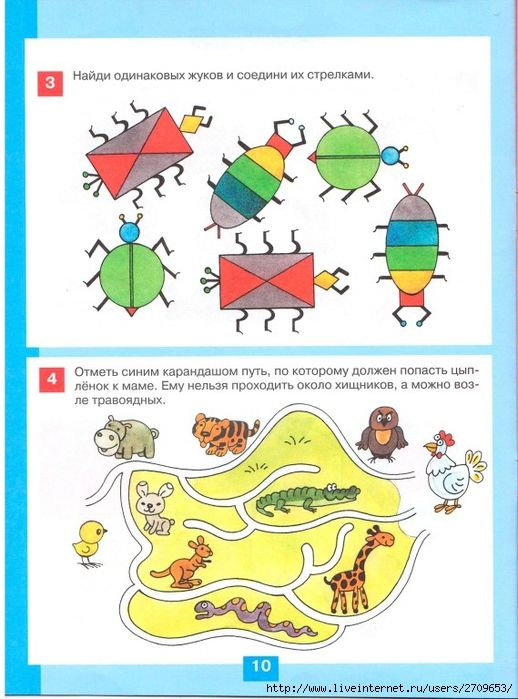 3 Найди одинаковых жуков и соедини их стрелками.
4 Отметь синим карандашом путь, по которому должен попасть цып-
лёнок к маме. Ему нельзя проходить около хищников, а можно воз-
ле травоядных.
10
http://www.liveinternet.ru/users/2709653/